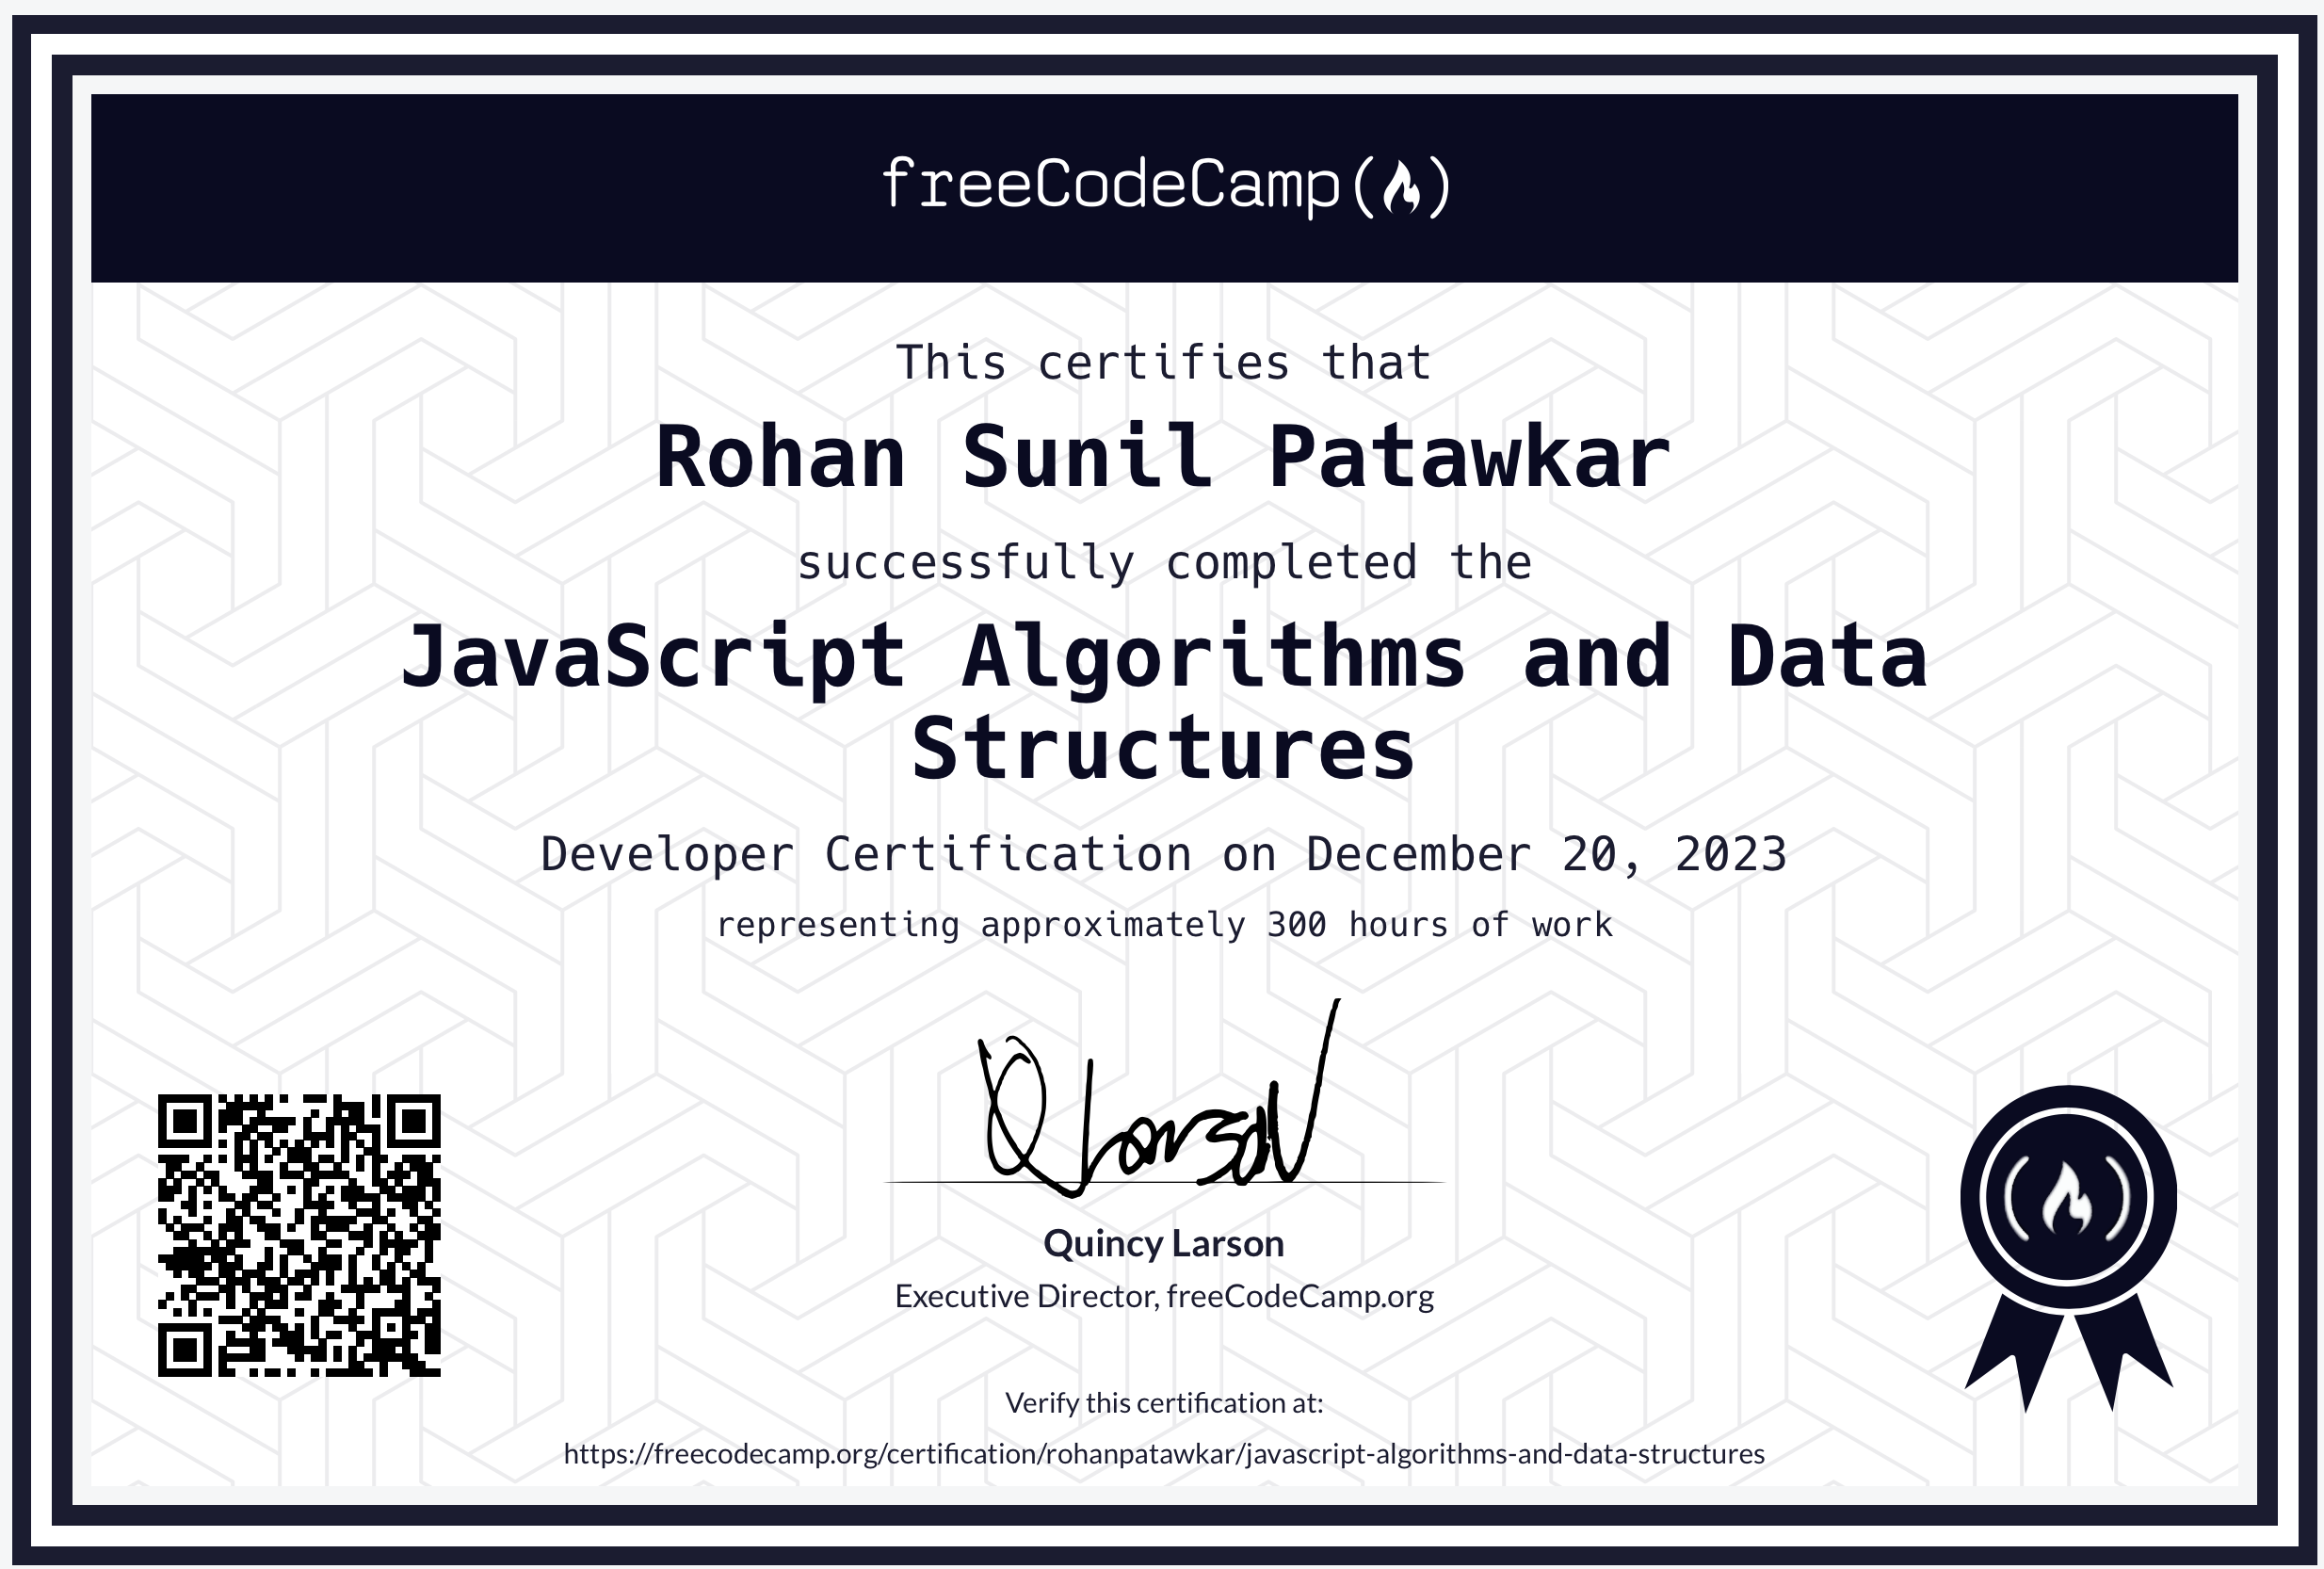 freeCodeCamp
This certifies that
Rohan Sunil Patawkar
successfully completed the
JavaScript Algorithms and Data
Structures
Developer Certification on December 20, 2023
representing approximately 300 hours of work
QLarson
Quincy Larson
Executive Director, freeCodeCamp.org
Verify this certification at:
https://freecodecamp.org/certification/rohanpatawkar/javascript-algorithms-and-data-structures